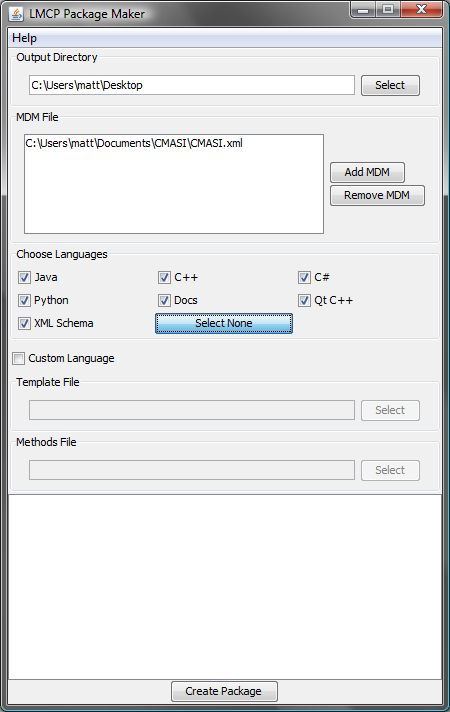 LMCP Package Maker
Help
Output Directory
C:\Users\matt\Desktop
Select
MDM File
C:\Users\matt\Documents\CMASI\CMASI.xml
Add MDM
Remove MDM
Choose Languages
Java
C++
C#
Python
Docs
Qt C++
XML Schema
Select None
Custom Language
Template File
Select
Methods File
Select
Create Package